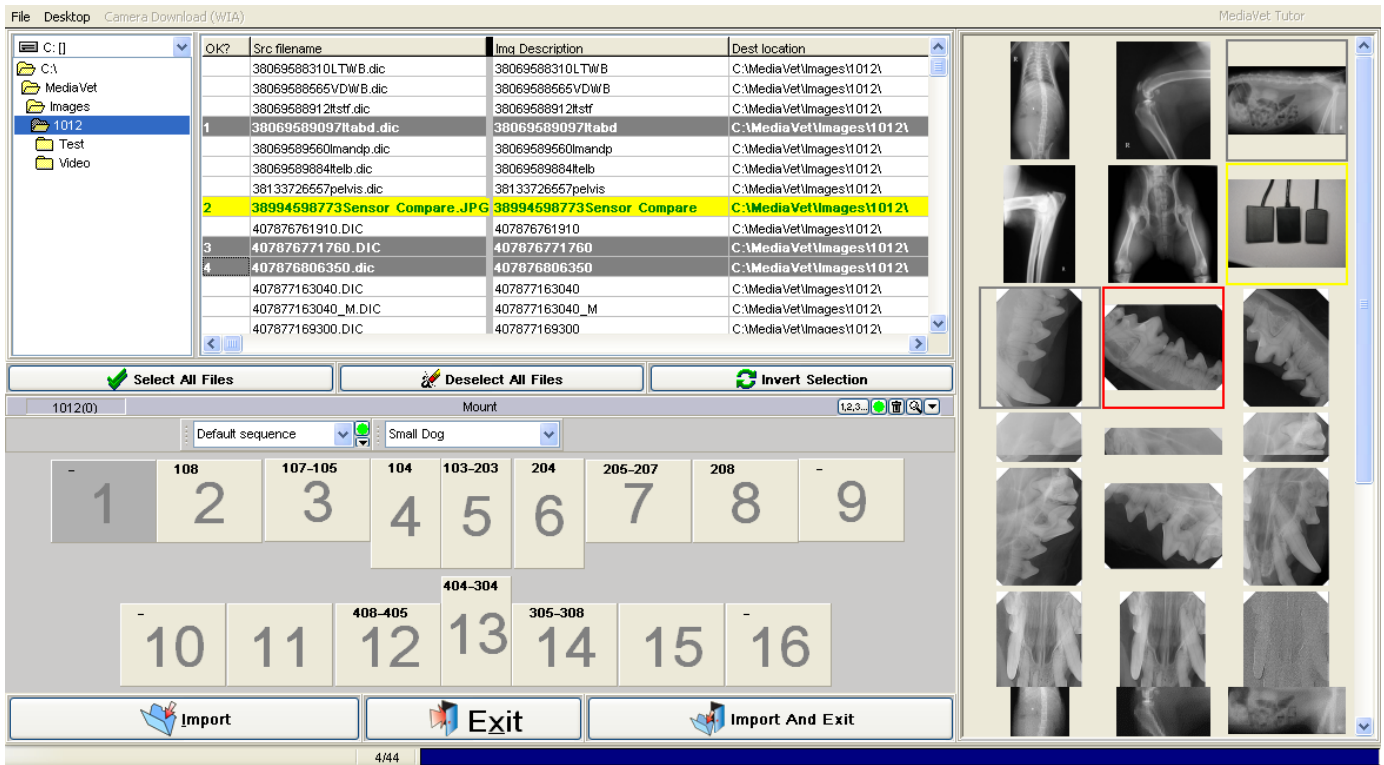 File Desktop Camera Download (WIA) MediaVet Tutor
C: []
C:\
MediaVet
Images
1012
Test
Video
OK? Src filename Img Description Dest location
38069588310LTWB.dic 38069588310LTWB C:\MediaVet\Images\1012\
38069588565VDWB.dic 38069588565VDWB C:\MediaVet\Images\1012\
38069588912ltstf.dic 38069588912ltstf C:\MediaVet\Images\1012\
1 38069589097ltabd.dic 38069589097ltabd C:\MediaVet\Images\1012\
38069589560lmandp.dic 38069589560lmandp C:\MediaVet\Images\1012\
38069589884ltelb.dic 38069589884ltelb C:\MediaVet\Images\1012\
38133726557pelvis.dic 38133726557pelvis C:\MediaVet\Images\1012\
2 38994598773Sensor Compare.JPG 38994598773Sensor Compare C:\MediaVet\Images\1012\
407876761910.DIC 407876761910 C:\MediaVet\Images\1012\
3 407876771760.DIC 407876771760 C:\MediaVet\Images\1012\
4 407876806350.dic 407876806350 C:\MediaVet\Images\1012\
407877163040.DIC 407877163040 C:\MediaVet\Images\1012\
407877163040_M.DIC 407877163040_M C:\MediaVet\Images\1012\
407877169300.DIC 407877169300 C:\MediaVet\Images\1012\
Select All Files Deselect All Files Invert Selection
1012(0) Mount 1,2,3...
Default sequence Small Dog
- 108 107-105 104 103-203 204 205-207 208 -
1 2 3 4 5 6 7 8 9
404-304
- 408-405 305-308 -
10 11 12 13 14 15 16
Import Exit Import And Exit
4/44
R
R
R
R